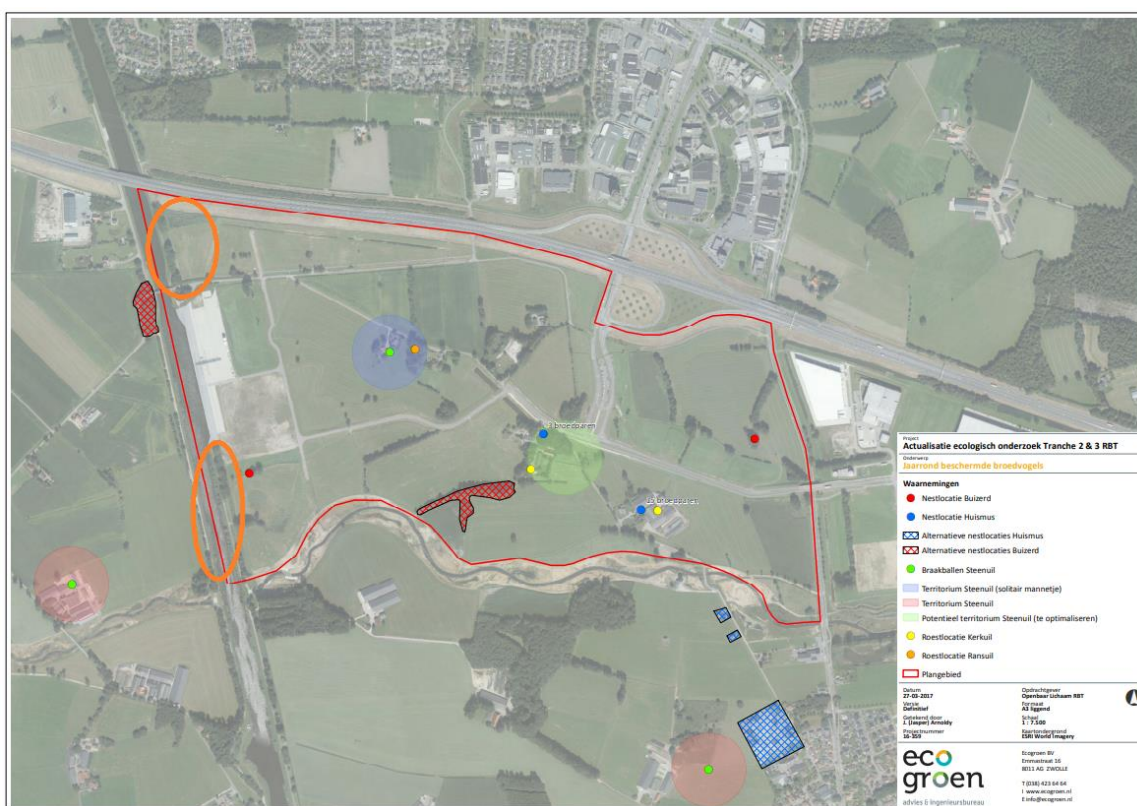 3 broedparen
Project
Actualisatie ecologisch onderzoek Tranche 2 & 3 RBT
Onderwerp
Jaarrond beschermde broedvogels
Waarnemingen
Nestlocatie Buizerd
Nestlocatie Huismus
Alternatieve nestlocaties Huismus
Alternatieve nestlocaties Buizerd
Braakballen Steenuil
Territorium Steenuil (solitair mannetje)
Territorium Steenuil
Potentieel territorium Steenuil (te optimaliseren)
Roestlocatie Kerkuil
Roestlocatie Ransuil
Plangebied
Datum
27-03-2017
Versie
Definitief
Getekend door
J. (Jasper) Arnoldy
Projectnummer
16-359
Opdrachtgever
Openbaar Lichaam RBT
Formaat
A3 liggend
Schaal
1 : 7.500
Kaartondergrond
ESRI World Imagery
eco
groen
advies & ingenieursbureau
Ecogroen BV
Emmastraat 16
8011 AG ZWOLLE
T (038) 423 64 64
I www.ecogroen.nl
E info@ecogroen.nl